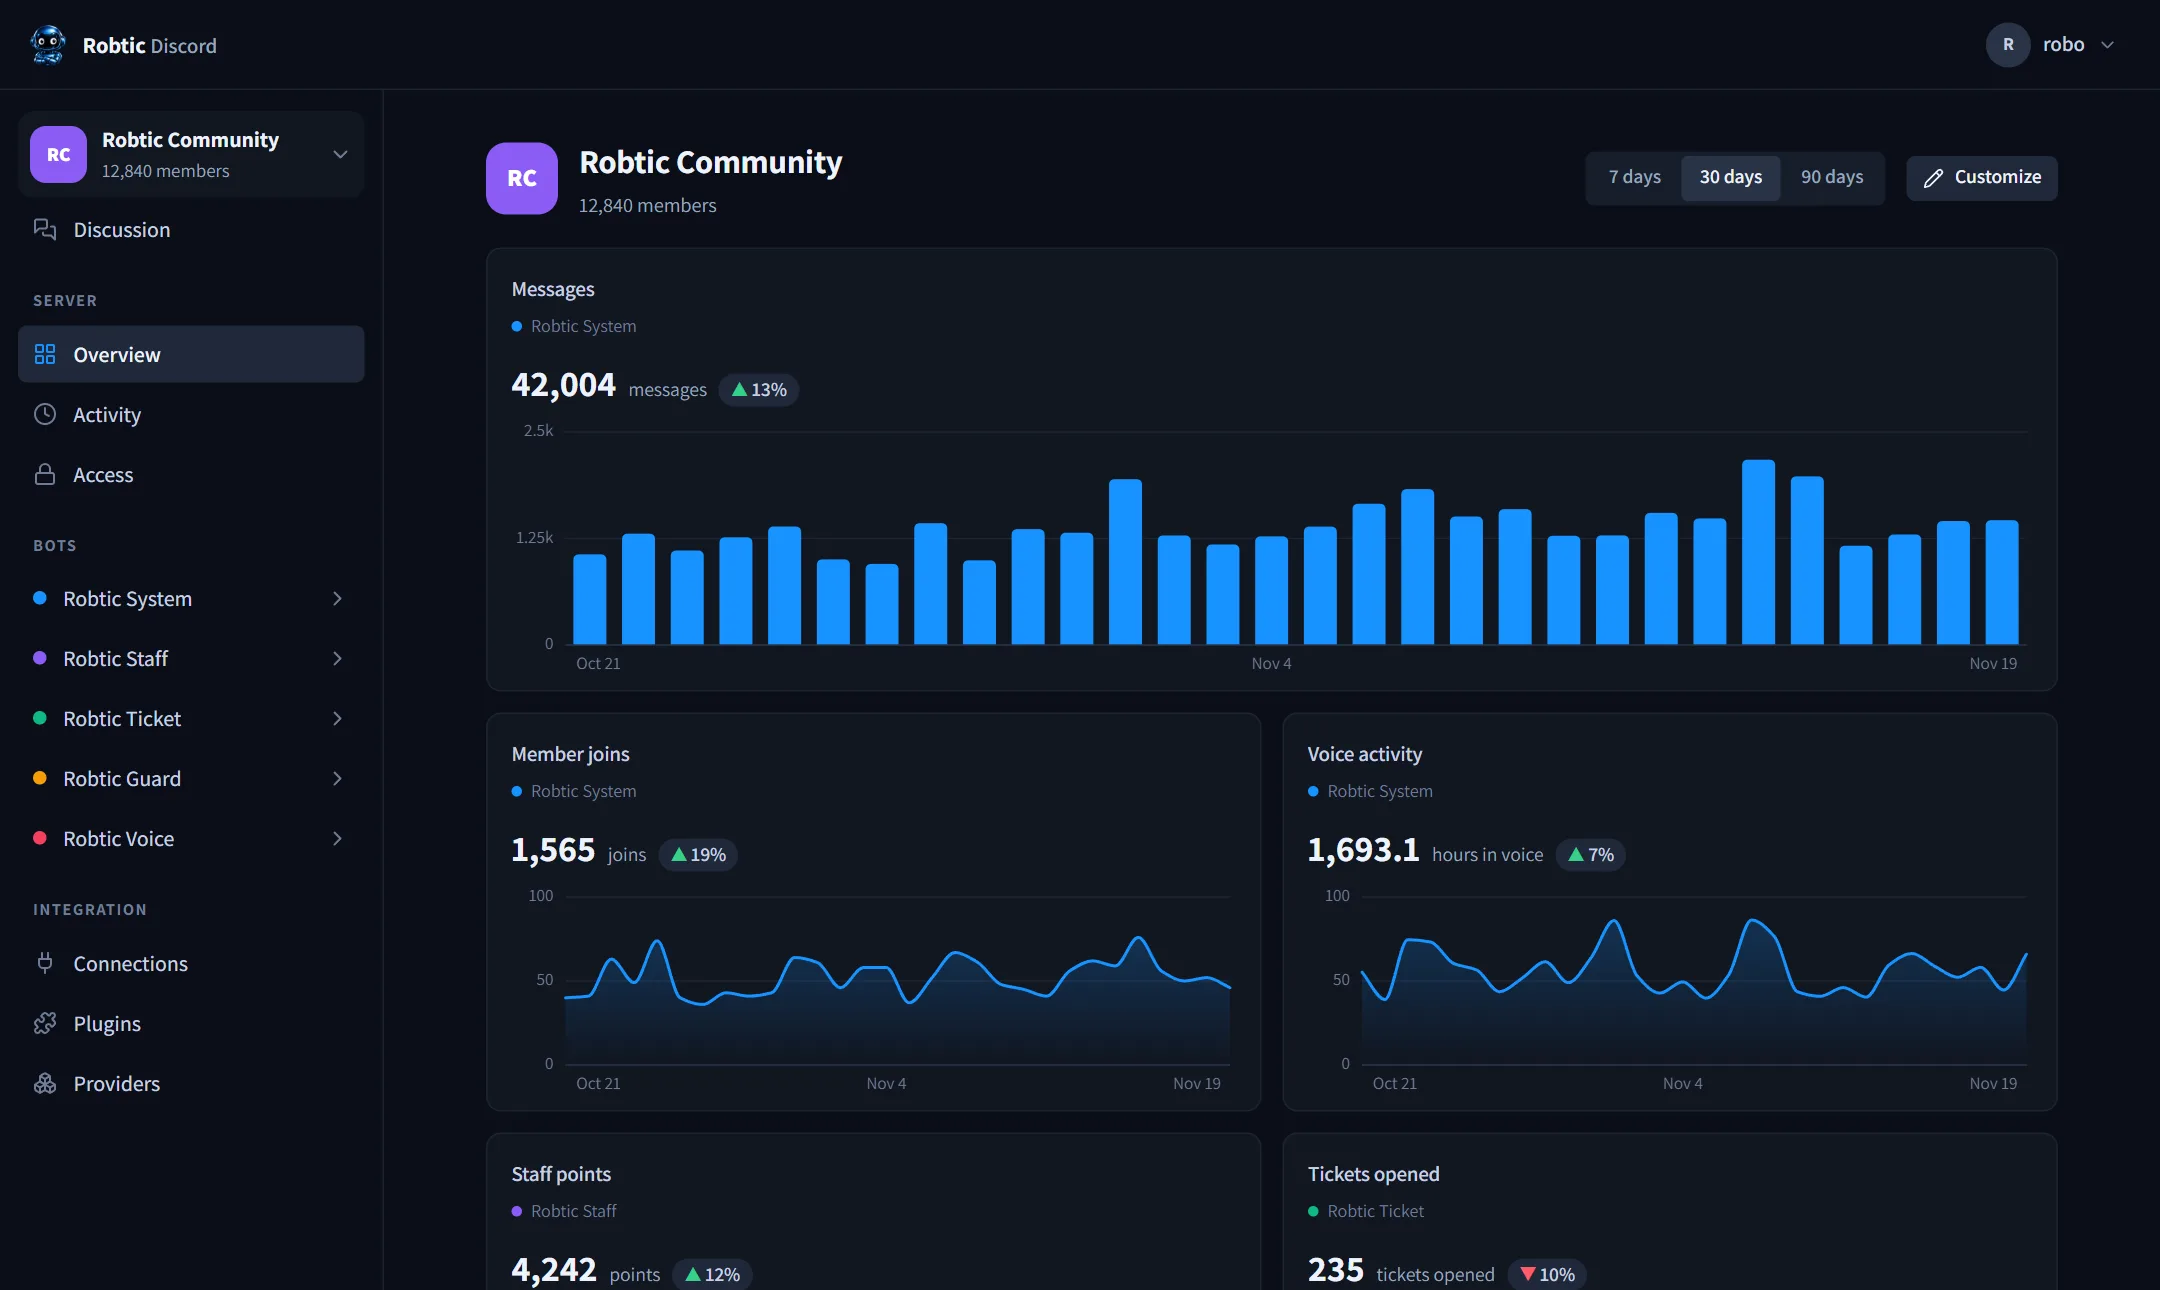 Robtic Discord
R robo
RC Robtic Community
12,840 members
Discussion
SERVER
Overview
Activity
Access
BOTS
Robtic System
Robtic Staff
Robtic Ticket
Robtic Guard
Robtic Voice
INTEGRATION
Connections
Plugins
Providers
RC Robtic Community
12,840 members
7 days 30 days 90 days Customize
Messages
Robtic System
42,004 messages ▲13%
2.5k
1.25k
0
Oct 21 Nov 4 Nov 19
Member joins
Robtic System
1,565 joins ▲19%
100
50
0
Oct 21 Nov 4 Nov 19
Voice activity
Robtic System
1,693.1 hours in voice ▲7%
100
50
0
Oct 21 Nov 4 Nov 19
Staff points
Robtic Staff
4,242 points ▲12%
Tickets opened
Robtic Ticket
235 tickets opened ▼10%